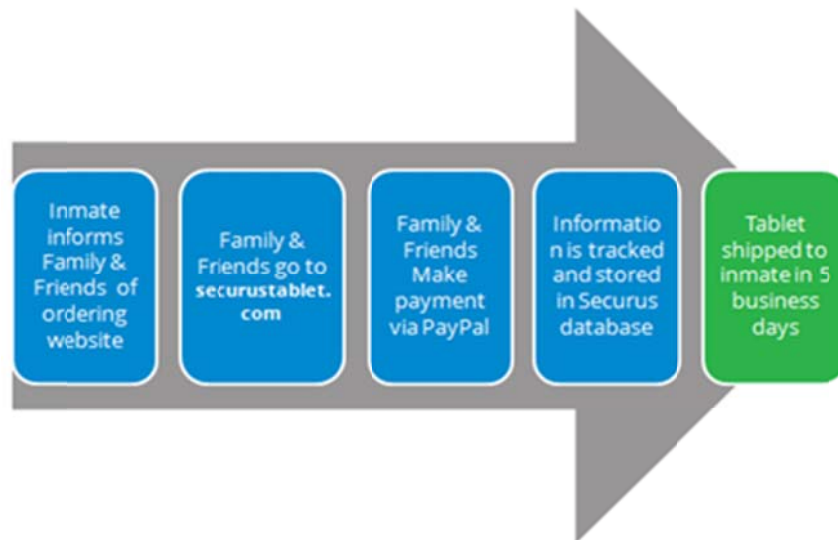 Inmate
informs
Family &
Friends of
ordering
website
Family &
Friends go to
securustablet.
com
Family &
Friends
Make
payment
via PayPal
Informatio
n is tracked
and stored
in Securus
database
Tablet
shipped to
inmate in 5
business
days